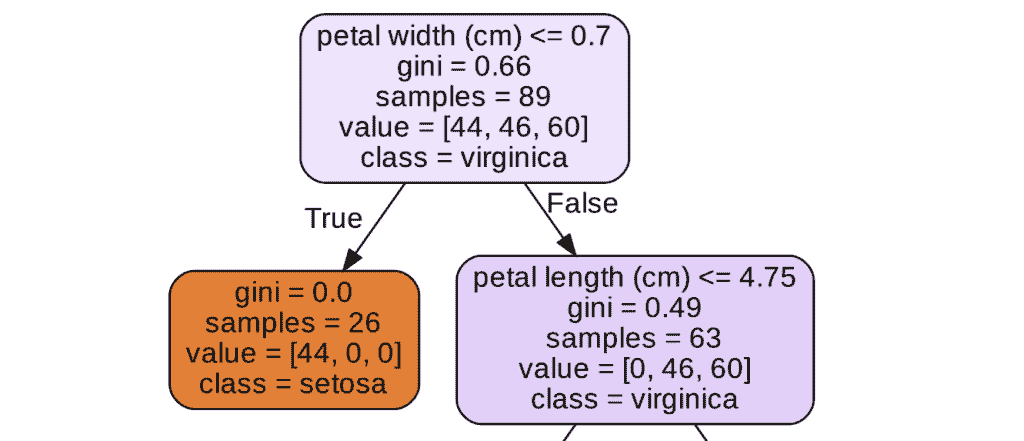 petal width (cm) <= 0.7
gini = 0.66
samples = 89
value = [44, 46, 60]
class = virginica
True
False
gini = 0.0
samples = 26
value = [44, 0, 0]
class = setosa
petal length (cm) <= 4.75
gini = 0.49
samples = 63
value = [0, 46, 60]
class = virginica